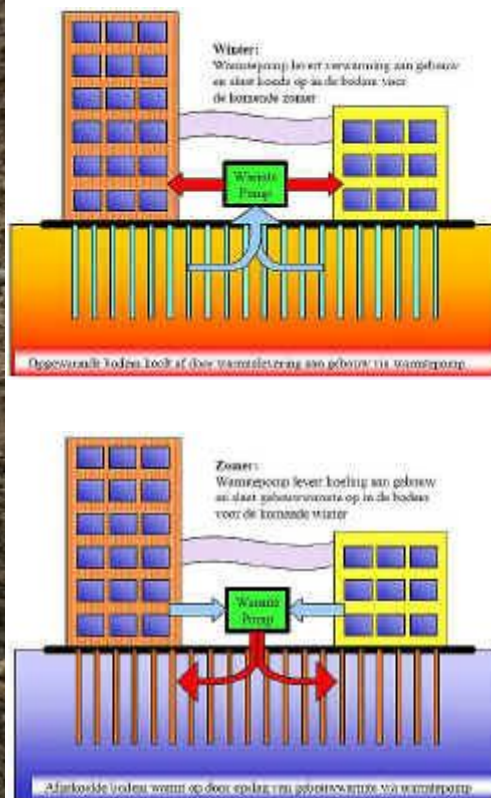 Winter:
Warmtepomp levert verwarming aan gebouw
en slaat koude op in de bodem voor
de komende zomer
Warmte
Pomp
Opgewarmde bodem koelt af door warmtelevering aan gebouw via warmtepomp
Zomer:
Warmtepomp levert koeling aan gebouw
en slaat gebouwwarmte op in de bodem
voor de komende winter
Warmte
Pomp
Afgekoelde bodem warmt op door opslag van gebouwwarmte via warmtepomp